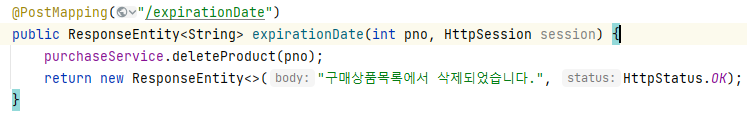 @PostMapping("/expirationDate")
public ResponseEntity<String> expirationDate(int pno, HttpSession session) {
purchaseService.deleteProduct(pno);
return new ResponseEntity<>( body: "구매상품목록에서 삭제되었습니다.", status: HttpStatus.OK);
}